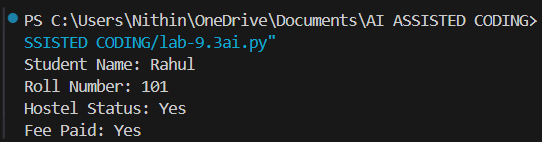 PS C:\Users\Nithin\OneDrive\Documents\AI ASSISTED CODING>
SSISTED CODING/lab-9.3ai.py"
Student Name: Rahul
Roll Number: 101
Hostel Status: Yes
Fee Paid: Yes